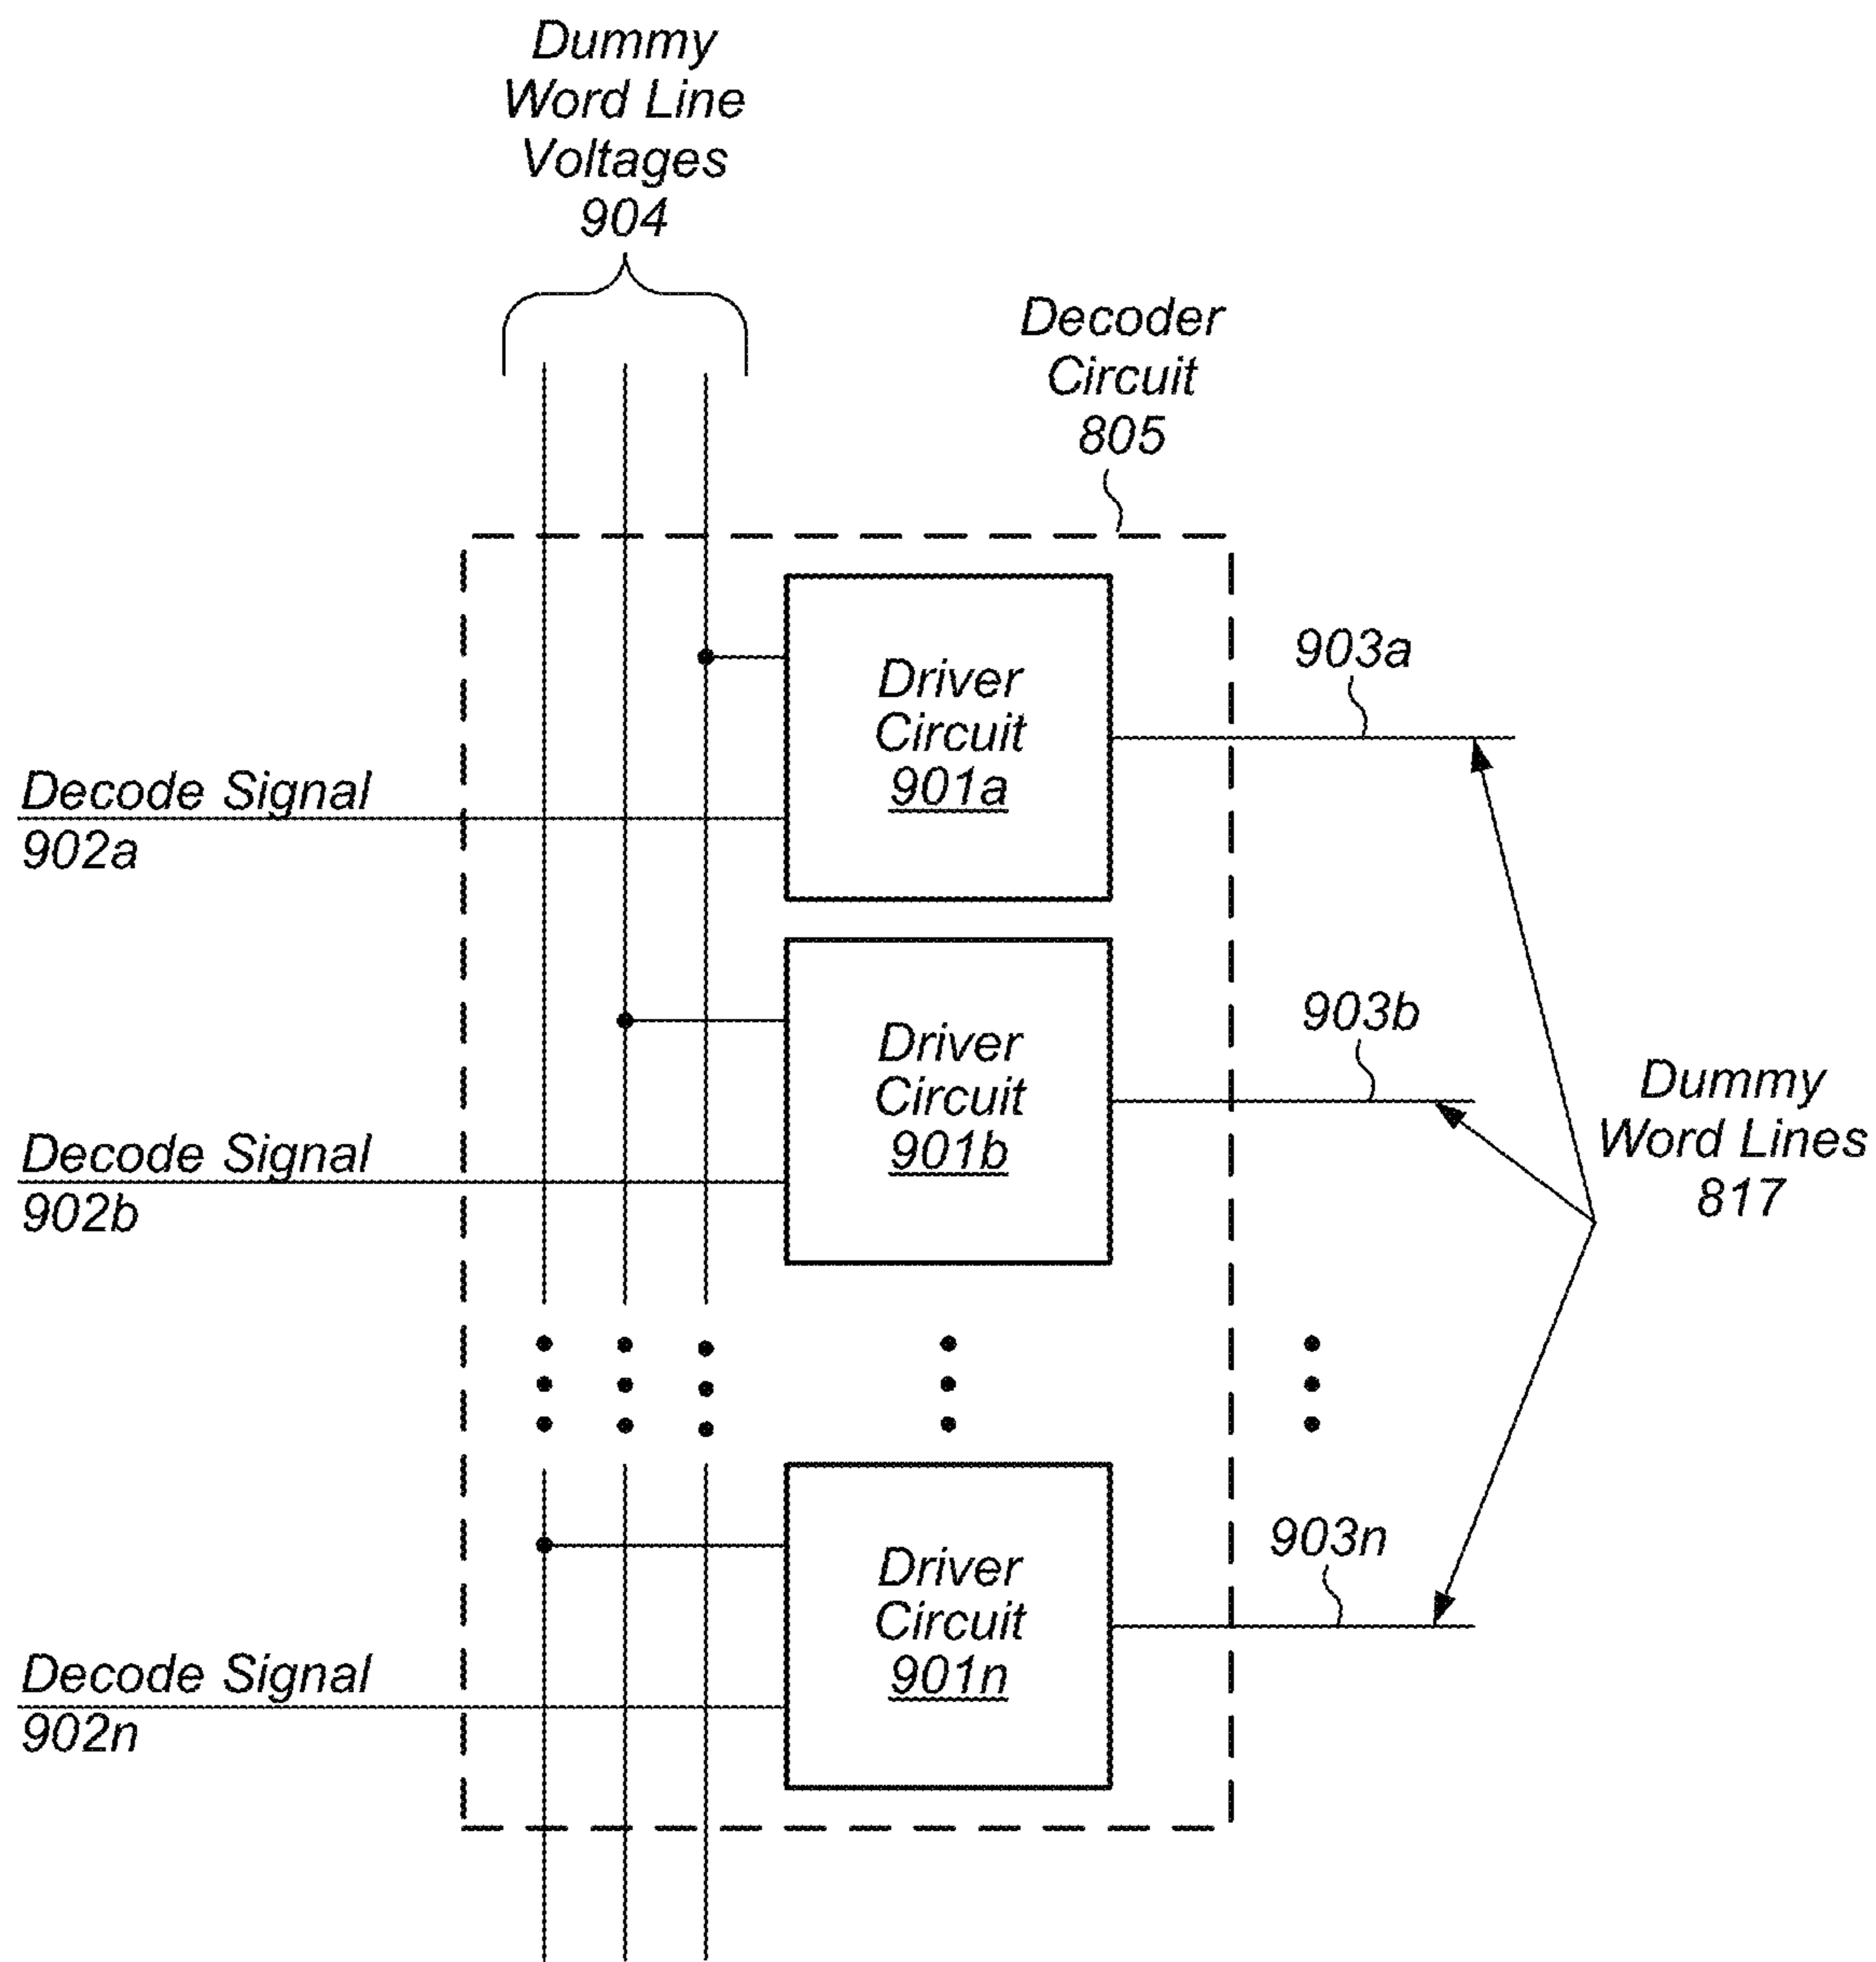 Dummy
Word Line
Voltages
904
Decoder
Circuit
805
Driver
Circuit
901a
903a
Decode Signal
902a
Driver
Circuit
901b
903b
Dummy
Word Lines
817
Decode Signal
902b
Driver
Circuit
901n
903n
Decode Signal
902n